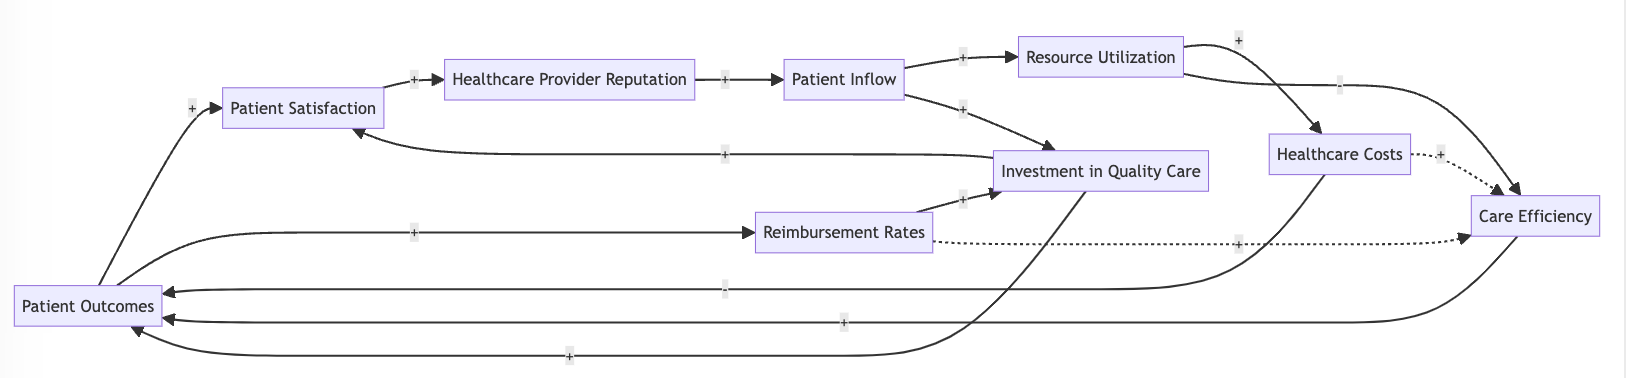 +
Resource Utilization
+
+
Healthcare Provider Reputation
+
Patient Inflow
-
+
Patient Satisfaction
+
+
Healthcare Costs
+
Investment in Quality Care
+
Care Efficiency
+
Reimbursement Rates
+
-
Patient Outcomes
+
+